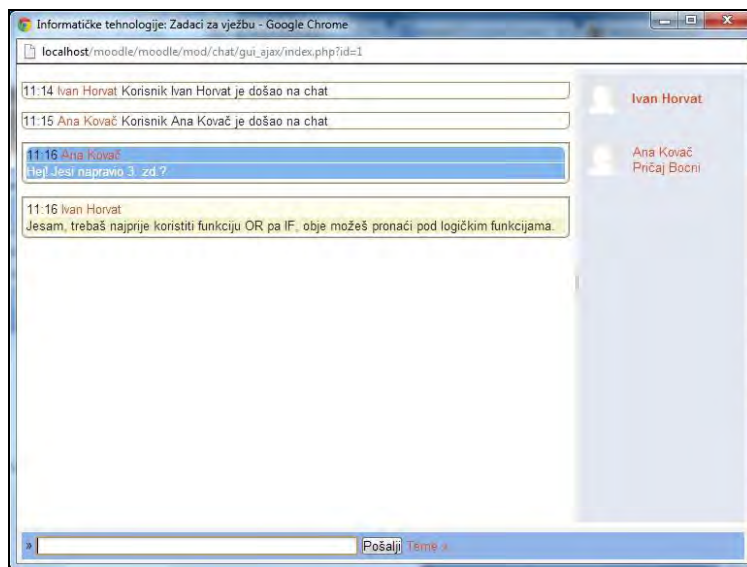 Informatičke tehnologije: Zadaci za vježbu - Google Chrome
localhost/moodle/moodle/mod/chat/gui_ajax/index.php?id=1
11:14 Ivan Horvat Korisnik Ivan Horvat je došao na chat
11:15 Ana Kovač Korisnik Ana Kovač je došao na chat
11:16 Ana Kovač
Hej! Jesi napravio 3. zd.?
11:16 Ivan Horvat
Jesam, trebaš najprije koristiti funkciju OR pa IF, obje možeš pronaći pod logičkim funkcijama.
Ivan Horvat
Ana Kovač
Pričaj Bocni
» Pošalji Teme »